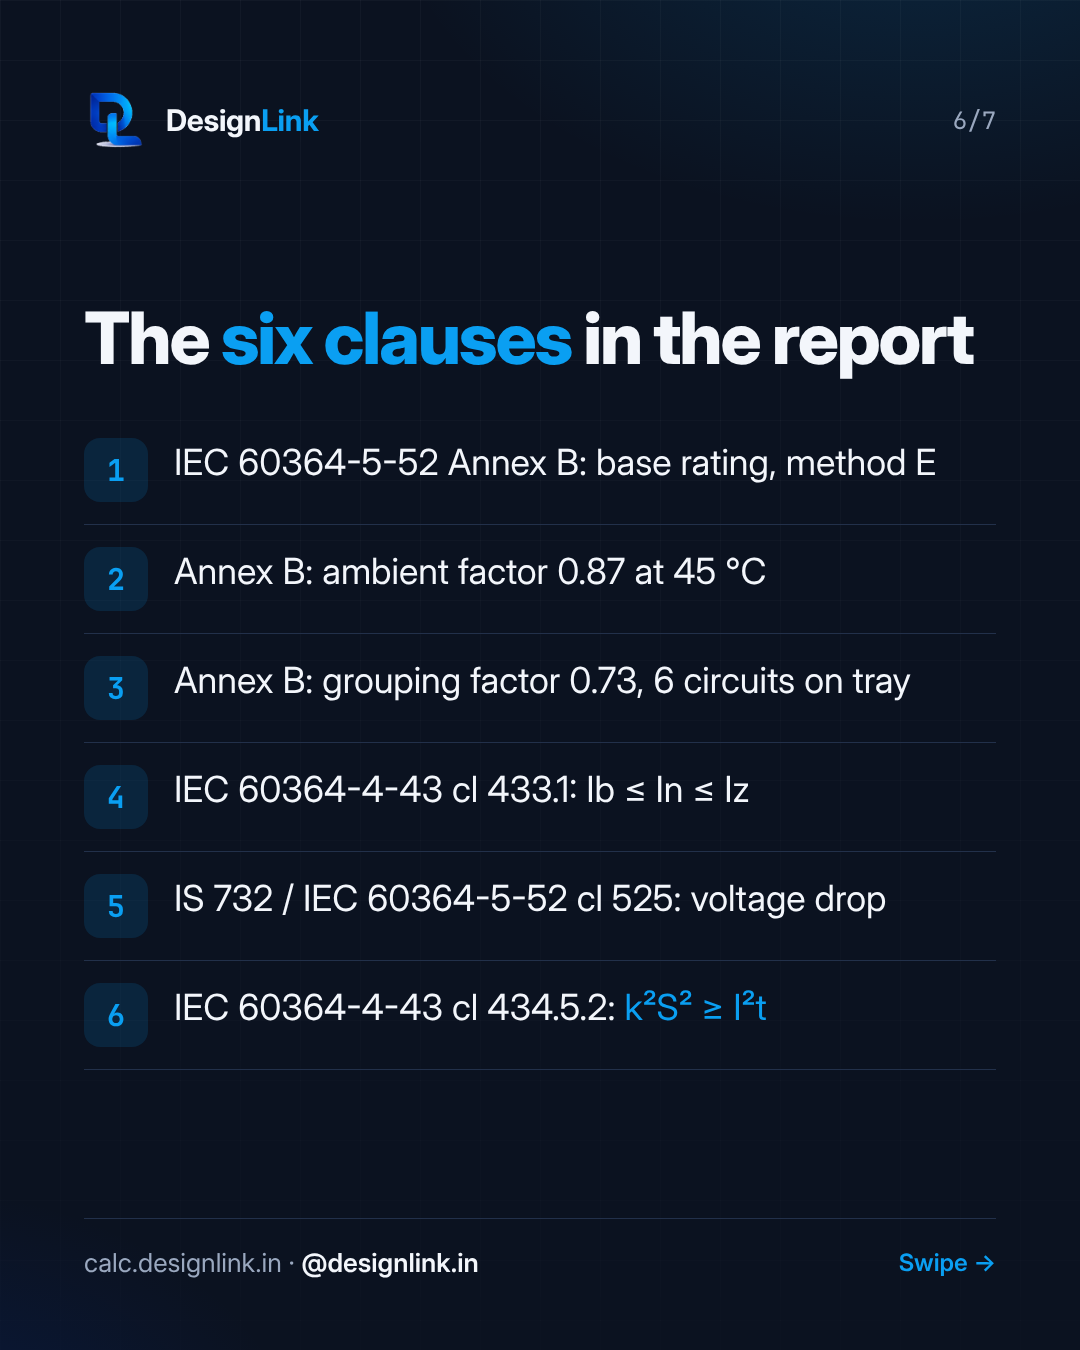 DesignLink
6/7
The six clauses in the report
1 IEC 60364-5-52 Annex B: base rating, method E
2 Annex B: ambient factor 0.87 at 45 °C
3 Annex B: grouping factor 0.73, 6 circuits on tray
4 IEC 60364-4-43 cl 433.1: Ib ≤ In ≤ Iz
5 IS 732 / IEC 60364-5-52 cl 525: voltage drop
6 IEC 60364-4-43 cl 434.5.2: k²S² ≥ I²t
calc.designlink.in · @designlink.in
Swipe →